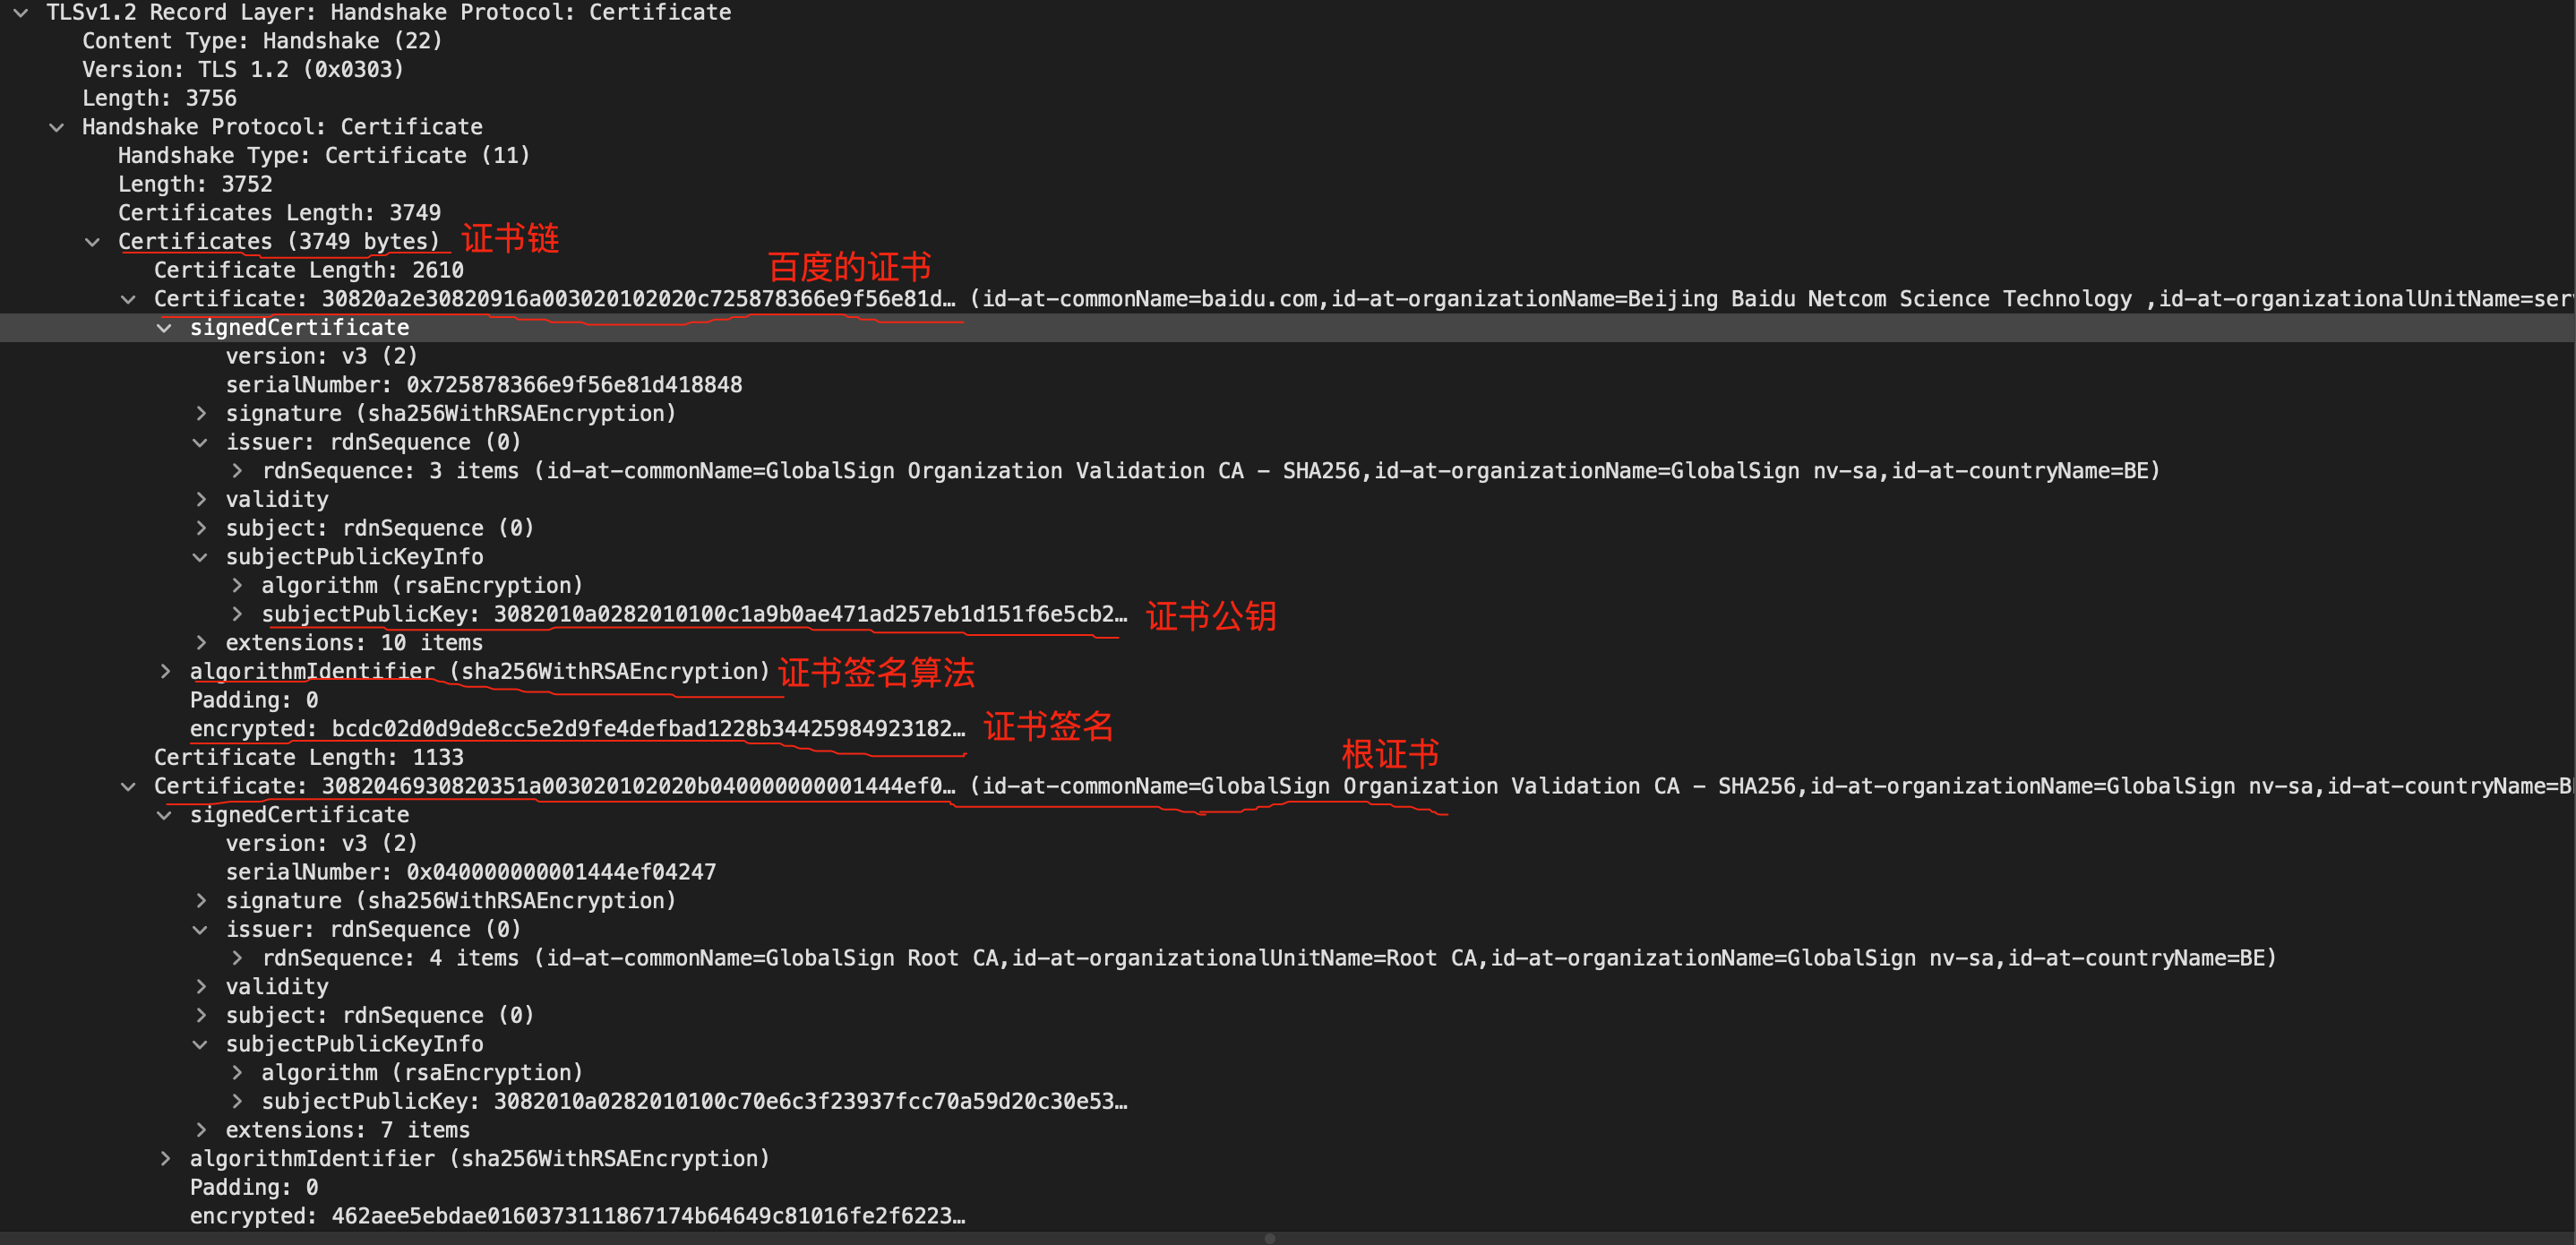 TLSv1.2 Record Layer: Handshake Protocol: Certificate
Content Type: Handshake (22)
Version: TLS 1.2 (0x0303)
Length: 3756
Handshake Protocol: Certificate
Handshake Type: Certificate (11)
Length: 3752
Certificates Length: 3749
Certificates (3749 bytes) 证书链
Certificate Length: 2610 百度的证书
Certificate: 30820a2e30820916a003020102020c725878366e9f56e81d… (id-at-commonName=baidu.com,id-at-organizationName=Beijing Baidu Netcom Science Technology ,id-at-organizationalUnitName=ser
signedCertificate
version: v3 (2)
serialNumber: 0x725878366e9f56e81d418848
signature (sha256WithRSAEncryption)
issuer: rdnSequence (0)
rdnSequence: 3 items (id-at-commonName=GlobalSign Organization Validation CA - SHA256,id-at-organizationName=GlobalSign nv-sa,id-at-countryName=BE)
validity
subject: rdnSequence (0)
subjectPublicKeyInfo
algorithm (rsaEncryption)
subjectPublicKey: 3082010a0282010100c1a9b0ae471ad257eb1d151f6e5cb2… 证书公钥
extensions: 10 items
algorithmIdentifier (sha256WithRSAEncryption) 证书签名算法
Padding: 0
encrypted: bcdc02d0d9de8cc5e2d9fe4defbad1228b34425984923182… 证书签名
Certificate Length: 1133 根证书
Certificate: 3082046930820351a003020102020b040000000001444ef0… (id-at-commonName=GlobalSign Organization Validation CA - SHA256,id-at-organizationName=GlobalSign nv-sa,id-at-countryName=B
signedCertificate
version: v3 (2)
serialNumber: 0x040000000001444ef04247
signature (sha256WithRSAEncryption)
issuer: rdnSequence (0)
rdnSequence: 4 items (id-at-commonName=GlobalSign Root CA,id-at-organizationalUnitName=Root CA,id-at-organizationName=GlobalSign nv-sa,id-at-countryName=BE)
validity
subject: rdnSequence (0)
subjectPublicKeyInfo
algorithm (rsaEncryption)
subjectPublicKey: 3082010a0282010100c70e6c3f23937fcc70a59d20c30e53…
extensions: 7 items
algorithmIdentifier (sha256WithRSAEncryption)
Padding: 0
encrypted: 462aee5ebdae0160373111867174b64649c81016fe2f6223…